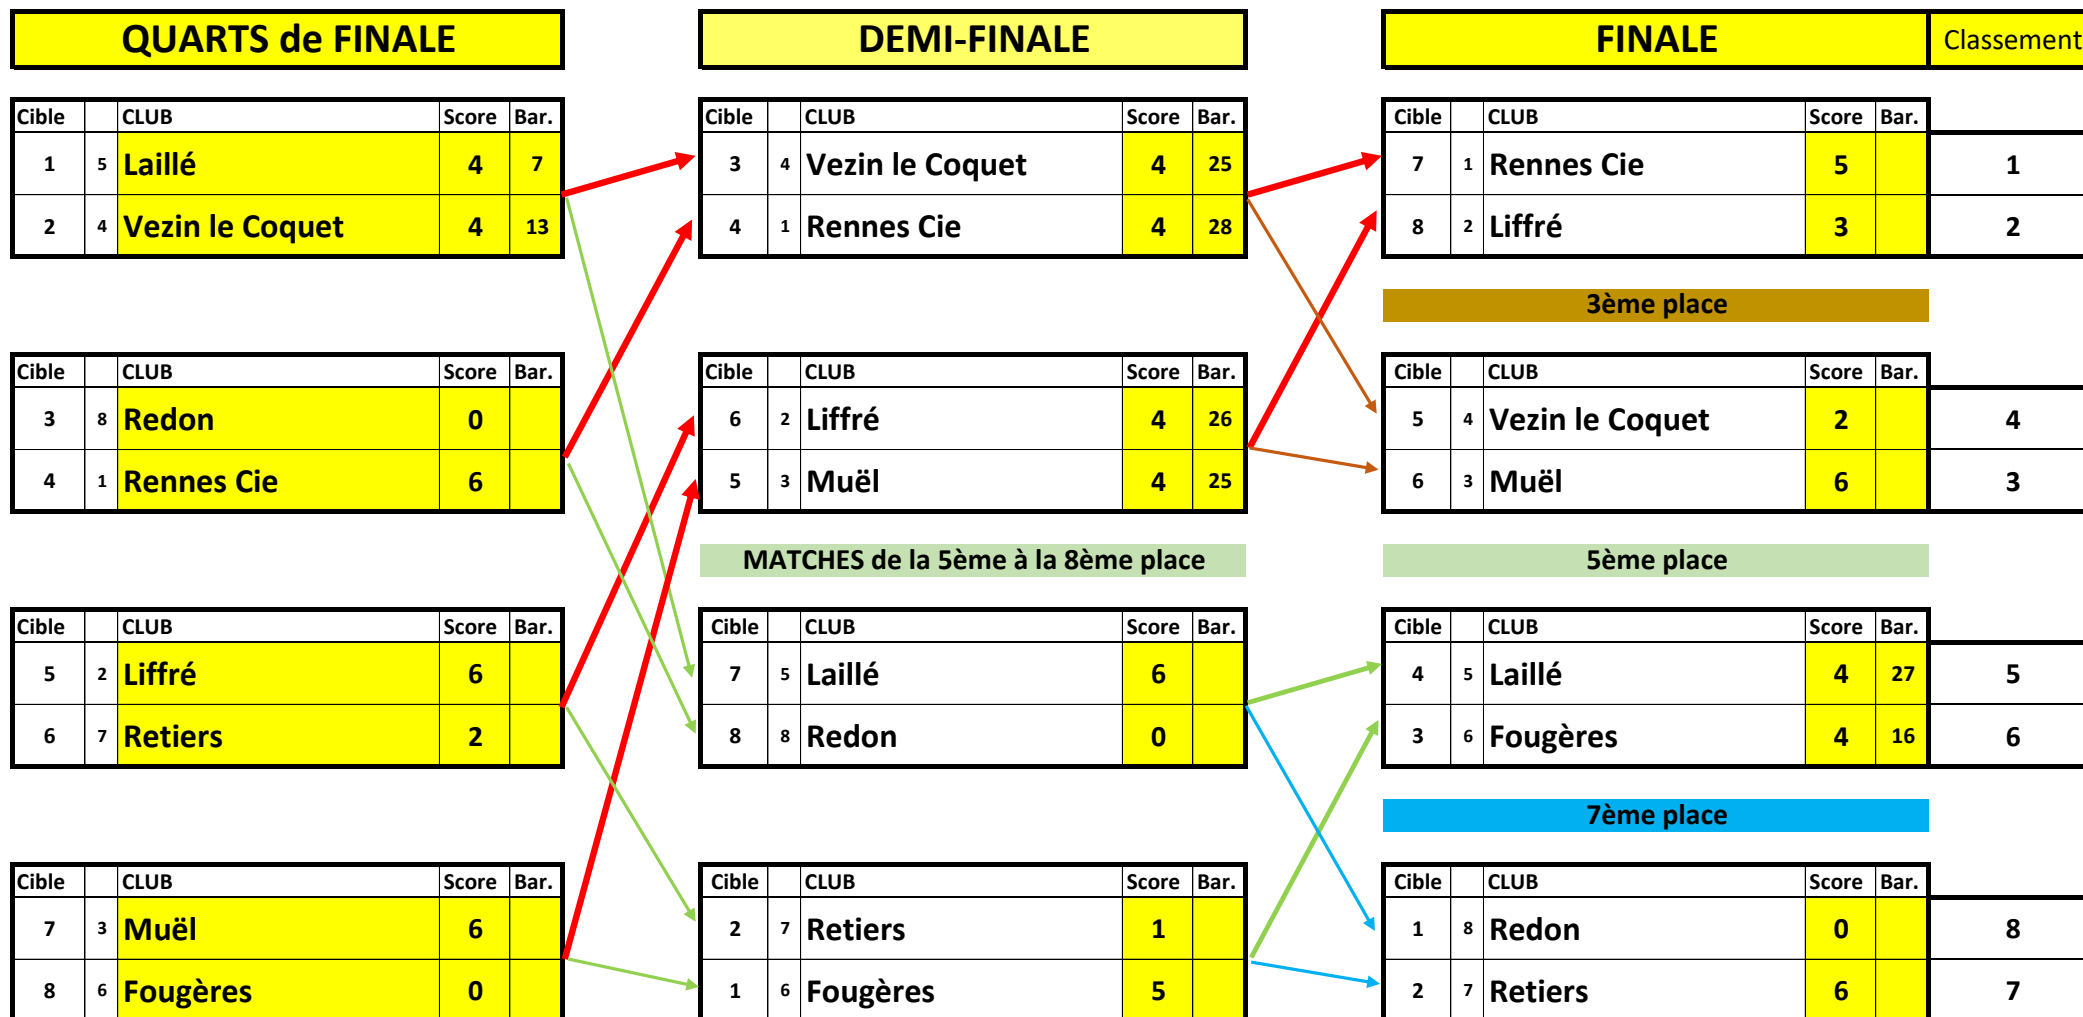 QUARTS de FINALE DEMI-FINALE FINALE Classement
Cible CLUB Score Bar. Cible CLUB Score Bar. Cible CLUB Score Bar.
1 5 Laillé 4 7 3 4 Vezin le Coquet 4 25 7 1 Rennes Cie 5 1
2 4 Vezin le Coquet 4 13 4 1 Rennes Cie 4 28 8 2 Liffré 3 2
3ème place
Cible CLUB Score Bar. Cible CLUB Score Bar. Cible CLUB Score Bar.
3 8 Redon 0 6 2 Liffré 4 26 5 4 Vezin le Coquet 2 4
4 1 Rennes Cie 6 5 3 Muël 4 25 6 3 Muël 6 3
MATCHES de la 5ème à la 8ème place 5ème place
Cible CLUB Score Bar. Cible CLUB Score Bar. Cible CLUB Score Bar.
5 2 Liffré 6 7 5 Laillé 6 4 5 Laillé 4 27 5
6 7 Retiers 2 8 8 Redon 0 3 6 Fougères 4 16 6
7ème place
Cible CLUB Score Bar. Cible CLUB Score Bar. Cible CLUB Score Bar.
7 3 Muël 6 2 7 Retiers 1 1 8 Redon 0 8
8 6 Fougères 0 1 6 Fougères 5 2 7 Retiers 6 7